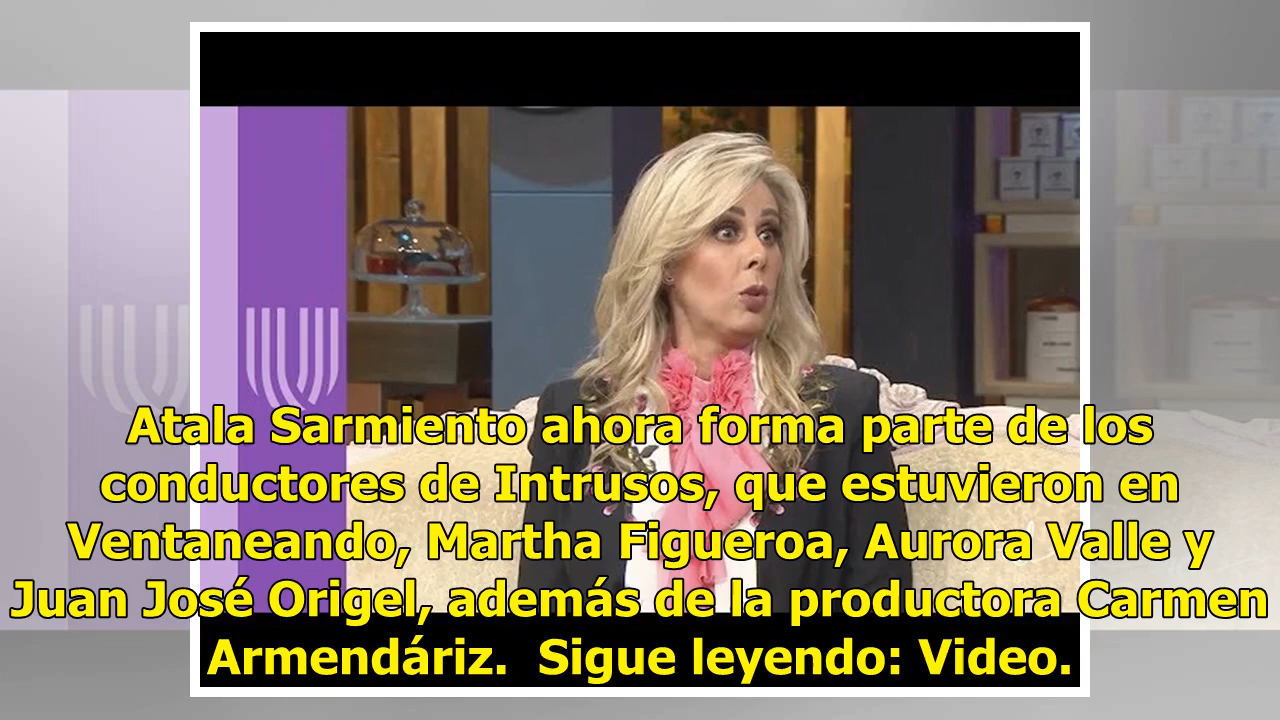 Atala Sarmiento ahora forma parte de los
conductores de Intrusos, que estuvieron en
Ventaneando, Martha Figueroa, Aurora Valle y
Juan José Origel, además de la productora Carmen
Armendáriz.  Sigue leyendo: Video.